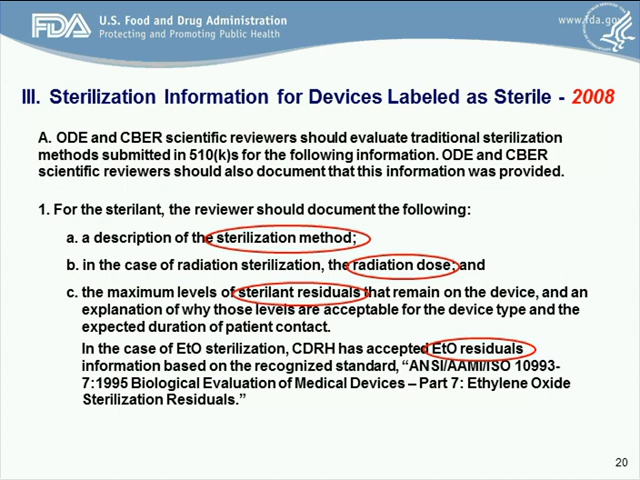 FDA
U.S. Food and Drug Administration
Protecting and Promoting Public Health
www.fda.gov
III. Sterilization Information for Devices Labeled as Sterile - 2008
A. ODE and CBER scientific reviewers should evaluate traditional sterilization
methods submitted in 510(k)s for the following information. ODE and CBER
scientific reviewers should also document that this information was provided.
1. For the sterilant, the reviewer should document the following:
a. a description of the sterilization method;
b. in the case of radiation sterilization, the radiation dose; and
c. the maximum levels of sterilant residuals that remain on the device, and an
explanation of why those levels are acceptable for the device type and the
expected duration of patient contact.
In the case of EtO sterilization, CDRH has accepted EtO residuals
information based on the recognized standard, “ANSI/AAMI/ISO 10993-
7:1995 Biological Evaluation of Medical Devices – Part 7: Ethylene Oxide
Sterilization Residuals.”
20